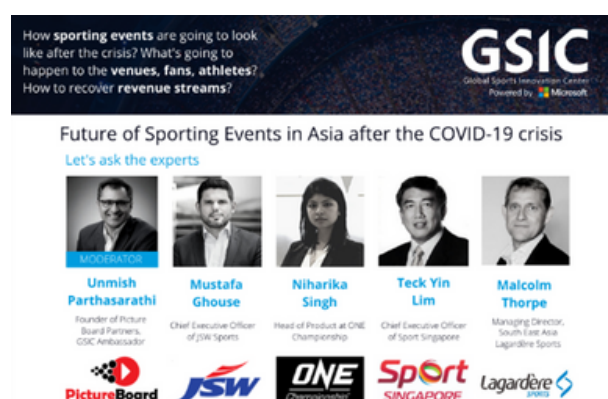 How sporting events are going to look
like after the crisis? What's going to
happen to the venues, fans, athletes?
How to recover revenue streams?
GSIC
Global Sports Innovation Center
Powered by Microsoft
Future of Sporting Events in Asia after the COVID-19 crisis
Let's ask the experts
MODERATOR
Unmish
Parthasarathi
Founder of Picture
Board Partners,
GSIC Ambassador
PictureBoard
Mustafa
Ghouse
Chief Executive Officer
of JSW Sports
JSW
Niharika
Singh
Head of Product at ONE
Championship
ONE
Championship
Teck Yin
Lim
Chief Executive Officer
of Sport Singapore
Sport
SINGAPORE
Malcolm
Thorpe
Managing Director,
South East Asia
Lagardère Sports
Lagardère
SPORTS